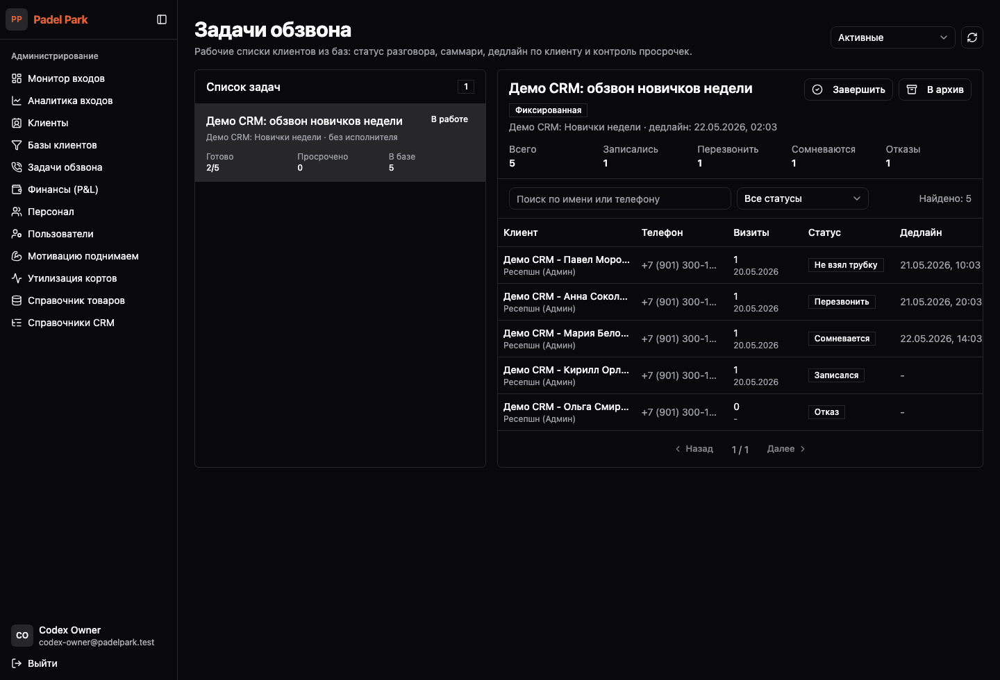 PP Padel Park
Администрирование
Монитор входов
Аналитика входов
Клиенты
Базы клиентов
Задачи обзвона
Финансы (P&L)
Персонал
Пользователи
Мотивацию поднимаем
Утилизация кортов
Справочник товаров
Справочники CRM
CO
Codex Owner
codex-owner@padelpark.test
Выйти
Задачи обзвона
Рабочие списки клиентов из баз: статус разговора, саммари, дедлайн по клиенту и контроль просрочек.
Активные
Список задач 1
Демо CRM: обзвон новичков недели В работе
Демо CRM: Новички недели · без исполнителя
Готово Просрочено В базе
2/5 0 5
Демо CRM: обзвон новичков недели Завершить В архив
Фиксированная
Демо CRM: Новички недели · дедлайн: 22.05.2026, 02:03
Всего Записались Перезвонить Сомневаются Отказы
5 1 1 1 1
Поиск по имени или телефону Все статусы Найдено: 5
Клиент Телефон Визиты Статус Дедлайн
Демо CRM - Павел Моро... +7 (901) 300-1... 1 Не взял трубку 21.05.2026, 10:03
Ресепшн (Админ) 20.05.2026
Демо CRM - Анна Сокол... +7 (901) 300-1... 1 Перезвонить 21.05.2026, 20:03
Ресепшн (Админ) 20.05.2026
Демо CRM - Мария Бело... +7 (901) 300-1... 1 Сомневается 22.05.2026, 14:03
Ресепшн (Админ) 20.05.2026
Демо CRM - Кирилл Орл... +7 (901) 300-1... 1 Записался -
Ресепшн (Админ) 20.05.2026
Демо CRM - Ольга Смир... +7 (901) 300-1... 0 Отказ -
Ресепшн (Админ) -
Назад 1 / 1 Далее